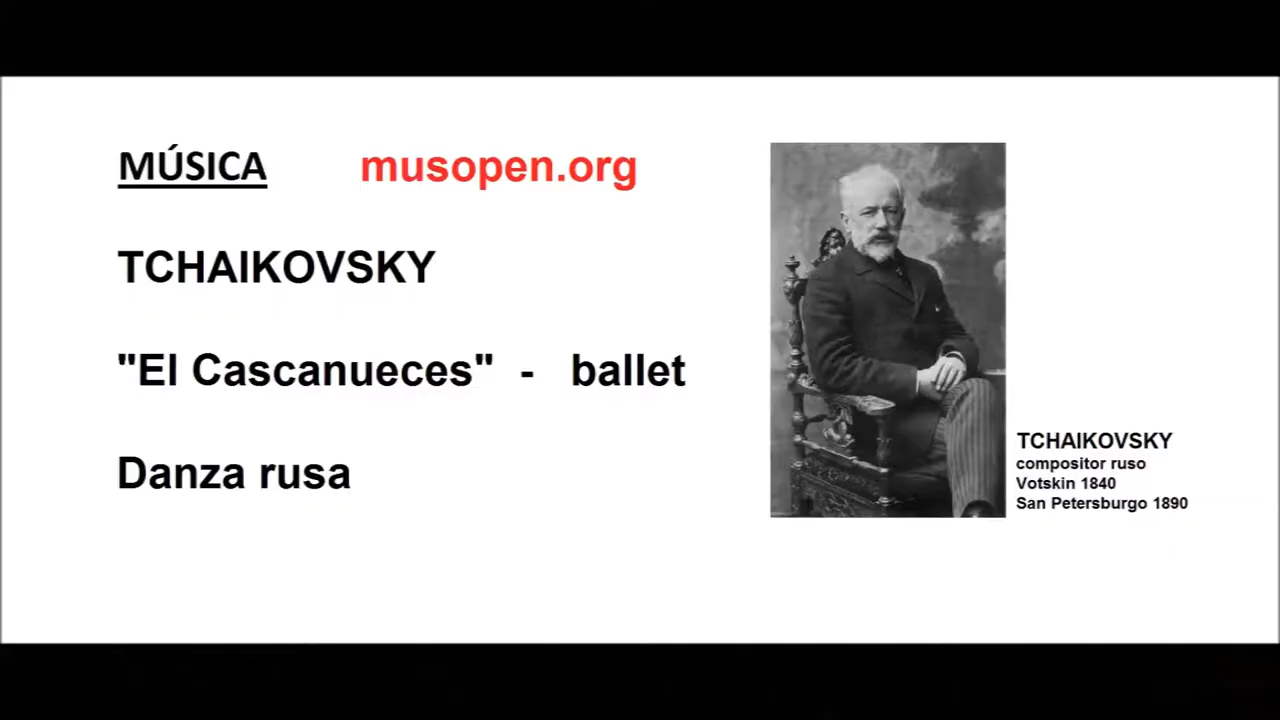 MÚSICA musopen.org
TCHAIKOVSKY
"El Cascanueces" - ballet
Danza rusa
TCHAIKOVSKY
compositor ruso
Votskin 1840
San Petersburgo 1890